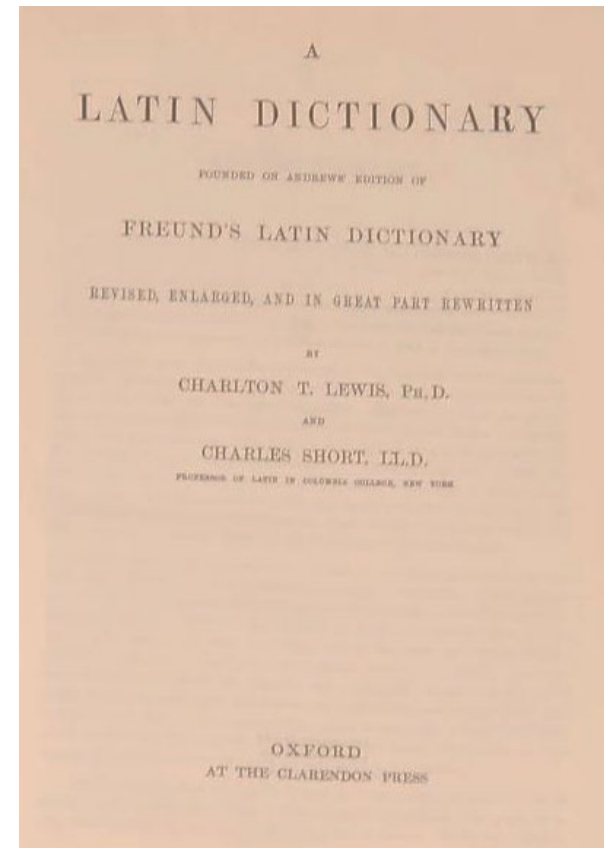 A
LATIN DICTIONARY
FOUNDED ON ANDREWS' EDITION OF
FREUND'S LATIN DICTIONARY
REVISED, ENLARGED, AND IN GREAT PART REWRITTEN
BY
CHARLTON T. LEWIS, PH.D.
AND
CHARLES SHORT, LL.D.
PROFESSOR OF LATIN IN COLUMBIA COLLEGE, NEW YORK
OXFORD
AT THE CLARENDON PRESS